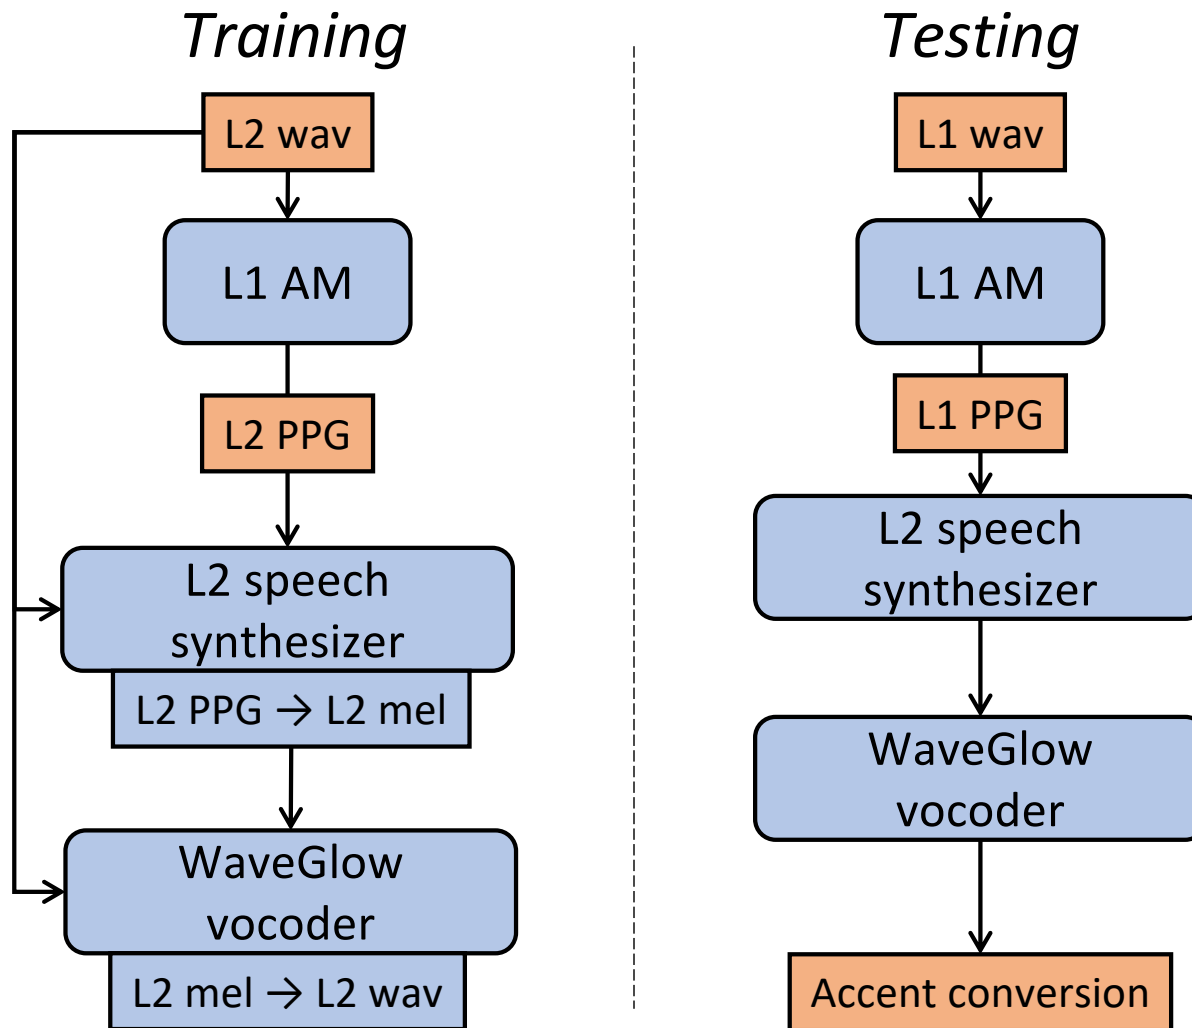 Training
L2 wav
L1 AM
L2 PPG
L2 speech
synthesizer
L2 PPG → L2 mel
WaveGlow
vocoder
L2 mel → L2 wav
Testing
L1 wav
L1 AM
L1 PPG
L2 speech
synthesizer
WaveGlow
vocoder
Accent conversion